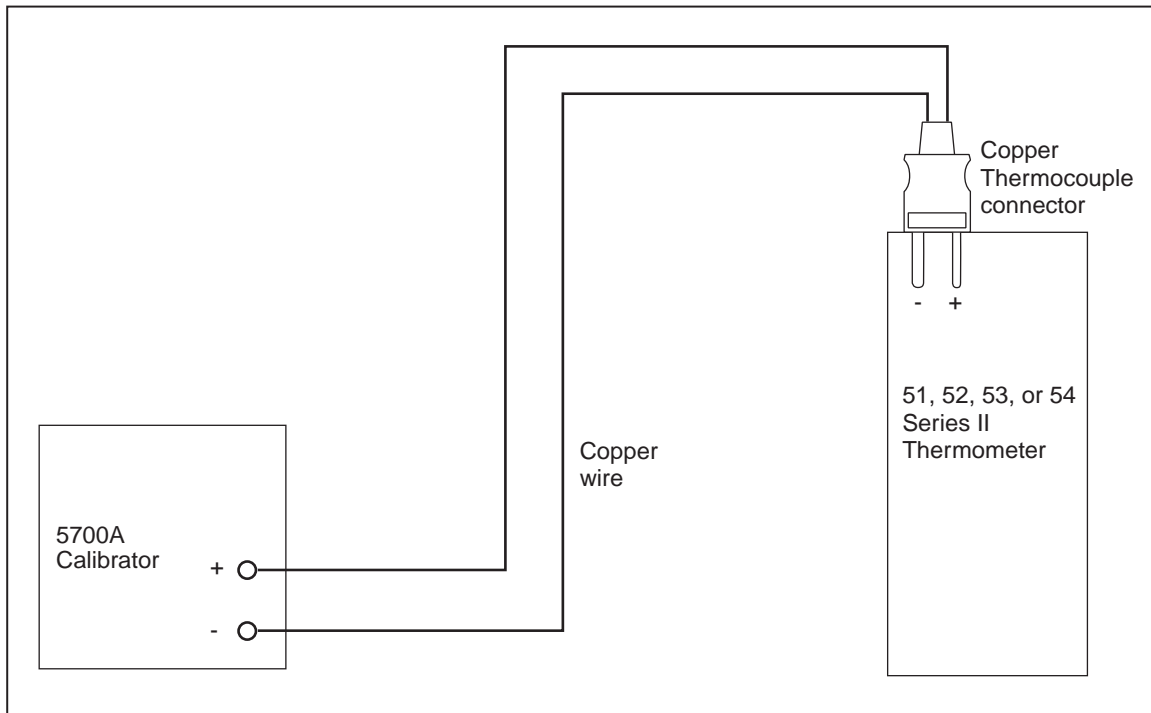 Copper
Thermocouple
connector
- +
51, 52, 53, or 54
Series II
Thermometer
Copper
wire
5700A
Calibrator
+
-